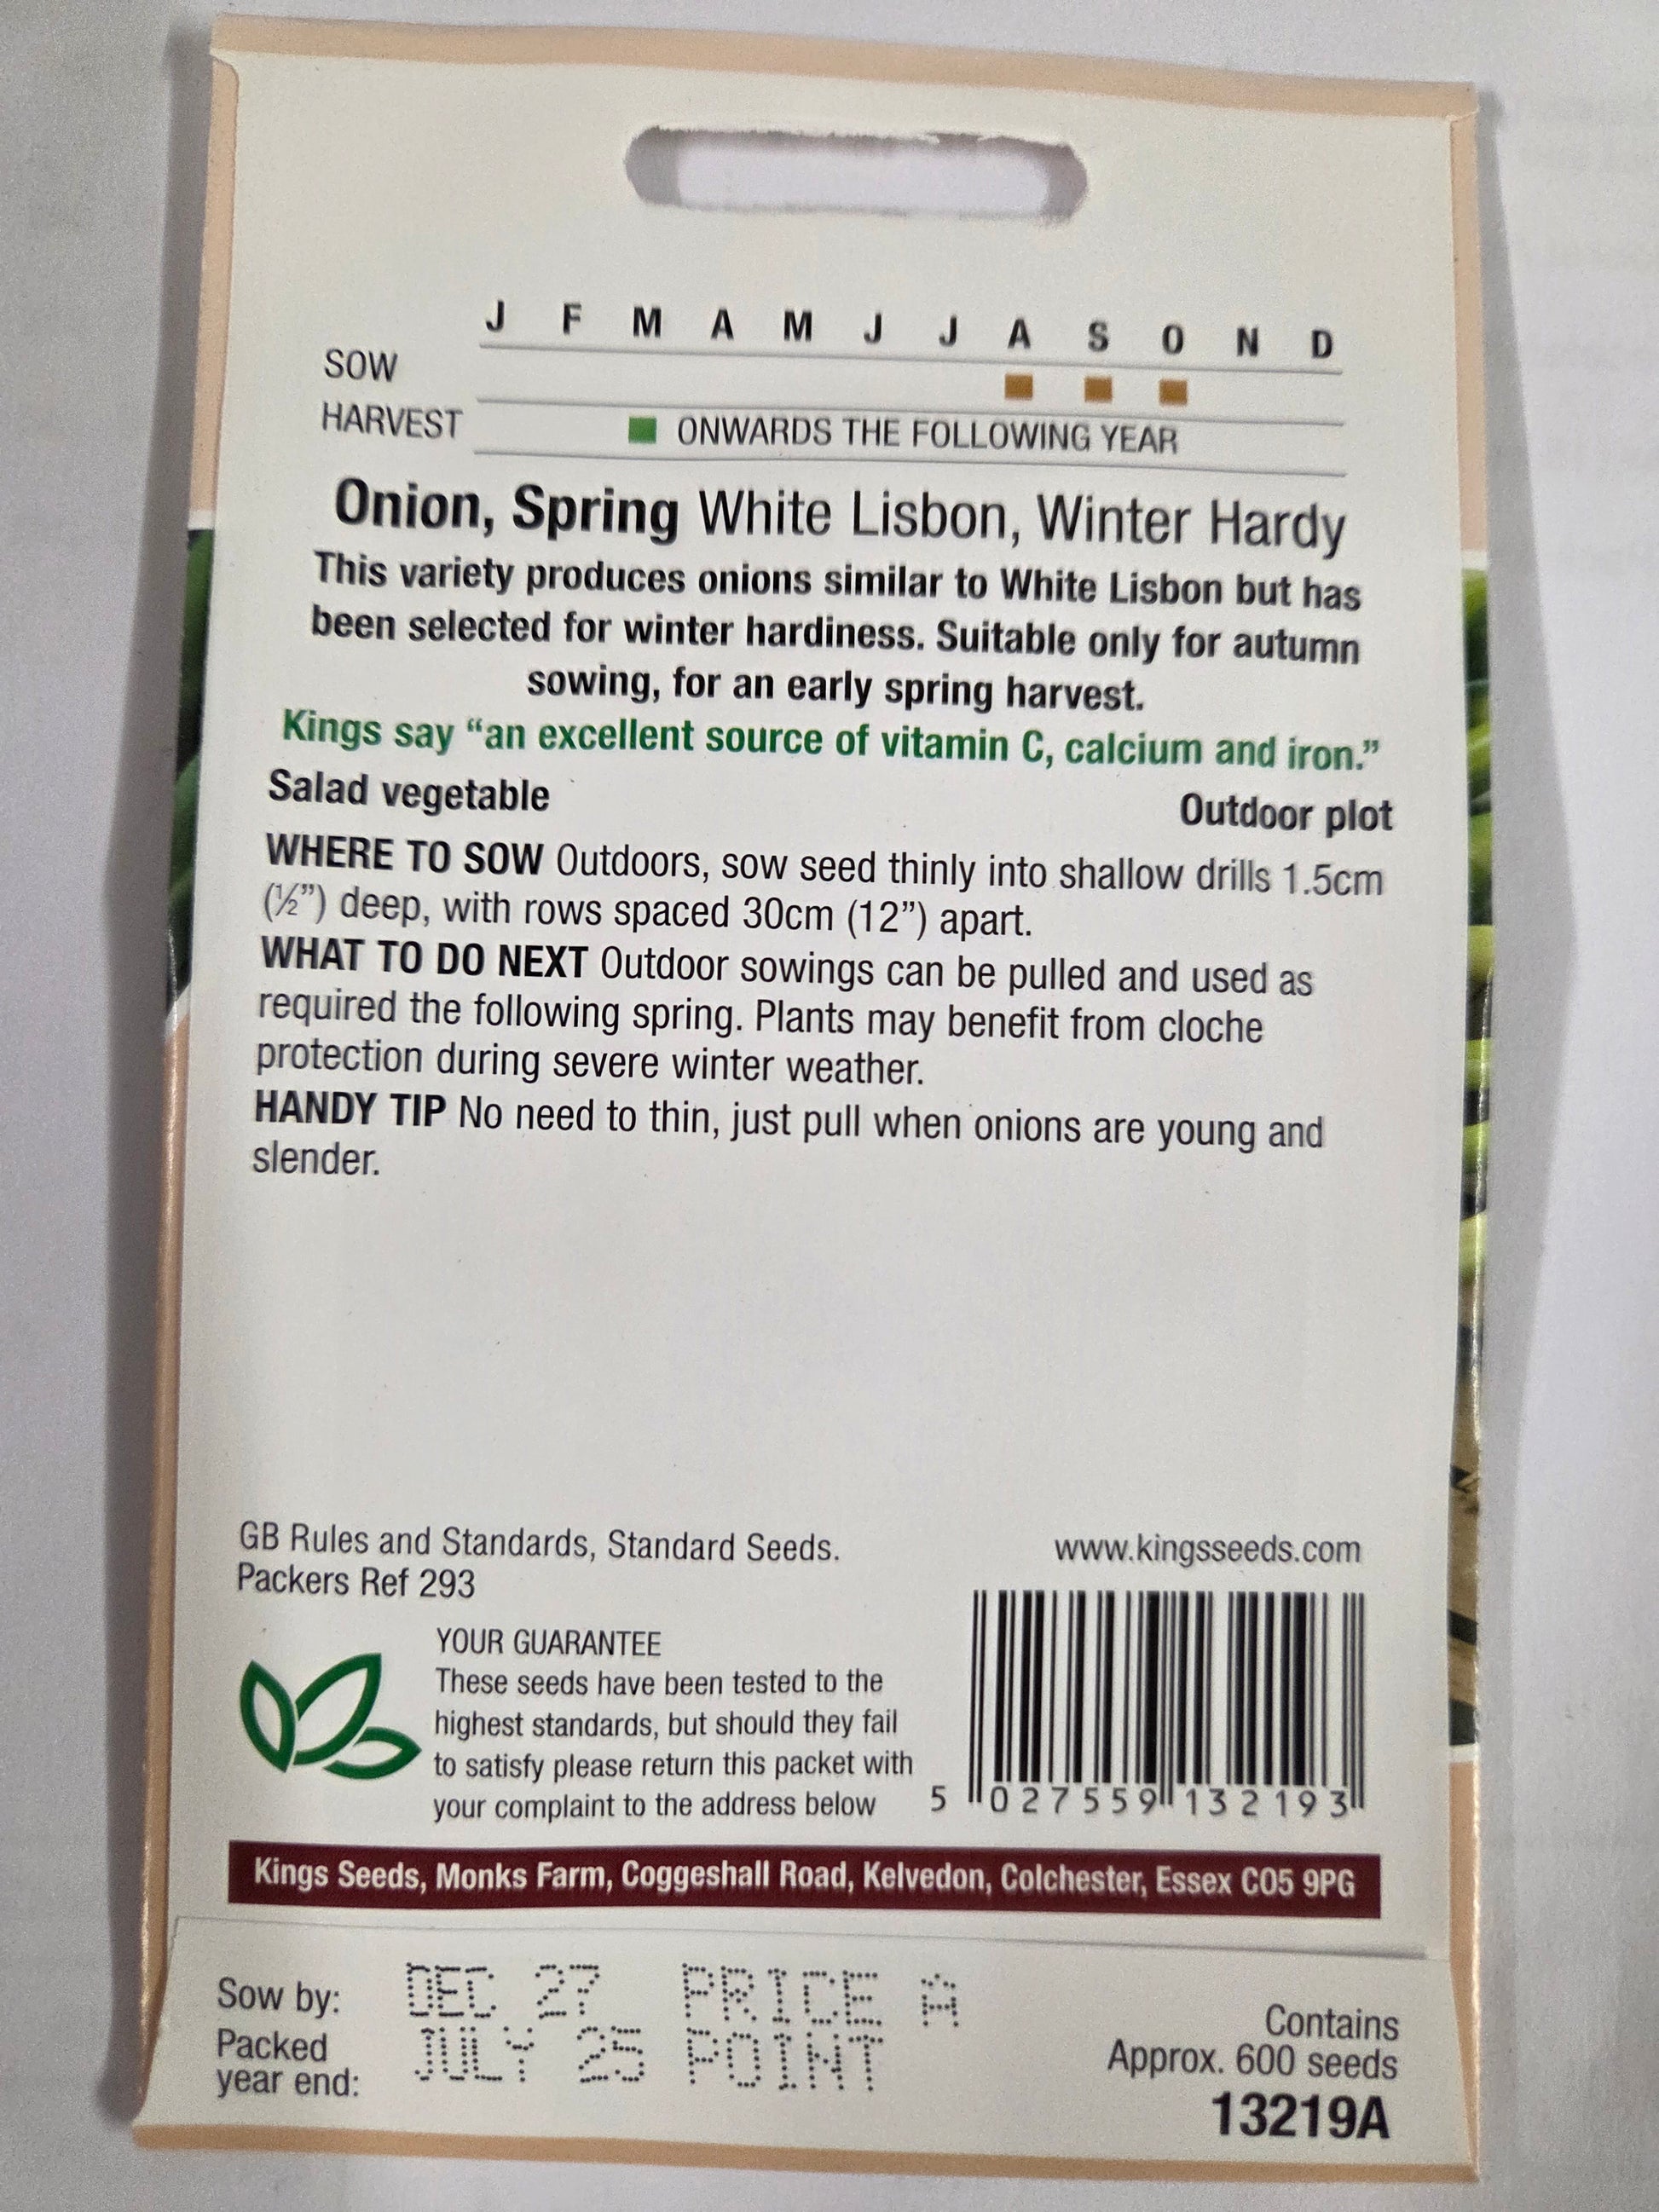 J F M A M J J A S O N D
SOW
HARVEST ONWARDS THE FOLLOWING YEAR
Onion, Spring White Lisbon, Winter Hardy
This variety produces onions similar to White Lisbon but has
been selected for winter hardiness. Suitable only for autumn
sowing, for an early spring harvest.
Kings say “an excellent source of vitamin C, calcium and iron.”
Salad vegetable Outdoor plot
WHERE TO SOW Outdoors, sow seed thinly into shallow drills 1.5cm
(½”) deep, with rows spaced 30cm (12”) apart.
WHAT TO DO NEXT Outdoor sowings can be pulled and used as
required the following spring. Plants may benefit from cloche
protection during severe winter weather.
HANDY TIP No need to thin, just pull when onions are young and
slender.
GB Rules and Standards, Standard Seeds.
Packers Ref 293
www.kingsseeds.com
YOUR GUARANTEE
These seeds have been tested to the
highest standards, but should they fail
to satisfy please return this packet with
your complaint to the address below
5 027559 132193
Kings Seeds, Monks Farm, Coggeshall Road, Kelvedon, Colchester, Essex CO5 9PG
Sow by: DEC 27 PRICE A
Packed
year end: JULY 25 POINT
Contains
Approx. 600 seeds
13219A